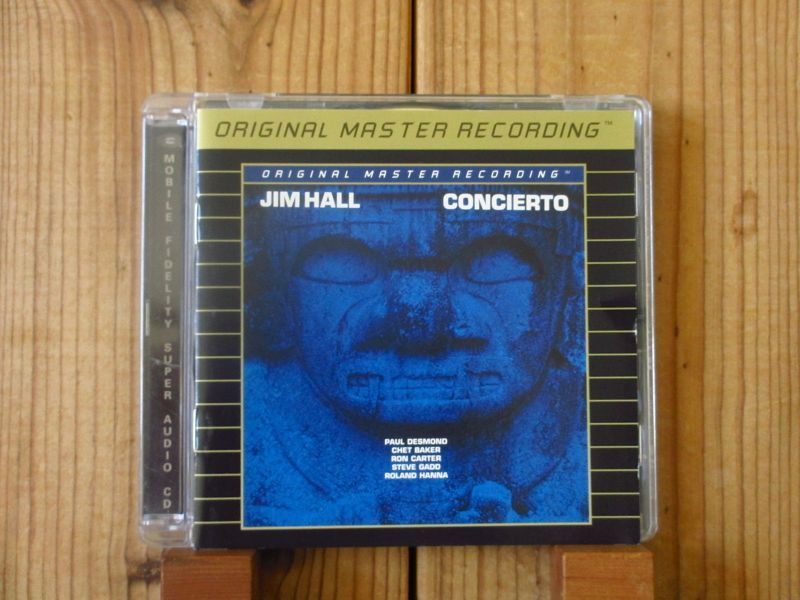 ORIGINAL MASTER RECORDING™
ORIGINAL MASTER RECORDING™
JIM HALL CONCIERTO
PAUL DESMOND
CHET BAKER
RON CARTER
STEVE GADD
ROLAND HANNA
MOBILE FIDELITY SUPER AUDIO CD